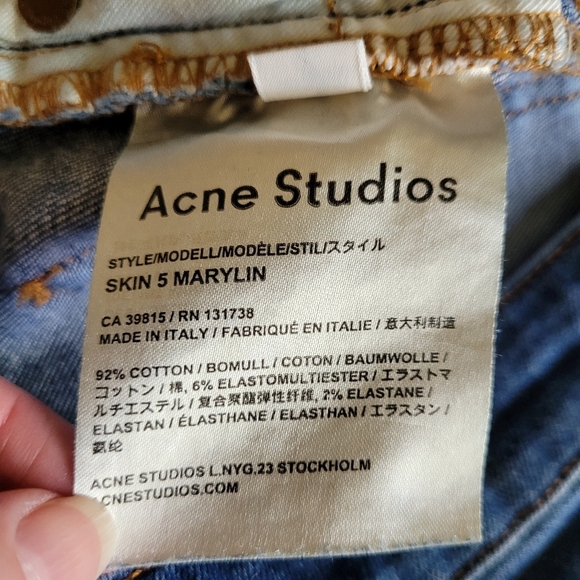 Acne Studios
STYLE/MODELL/MODÈLE/STIL/スタイル
SKIN 5 MARYLIN
CA 39815 / RN 131738
MADE IN ITALY / FABRIQUÉ EN ITALIE / 意大利制造
92% COTTON / BOMULL / COTON / BAUMWOLLE /
コットン / 棉, 6% ELASTOMULTIESTER / エラストマ
ルチエステル / 复合聚酯弹性纤维, 2% ELASTANE /
ELASTAN / ÉLASTHANE / ELASTHAN / エラスタン /
氨纶
ACNE STUDIOS L.NYG.23 STOCKHOLM
ACNESTUDIOS.COM